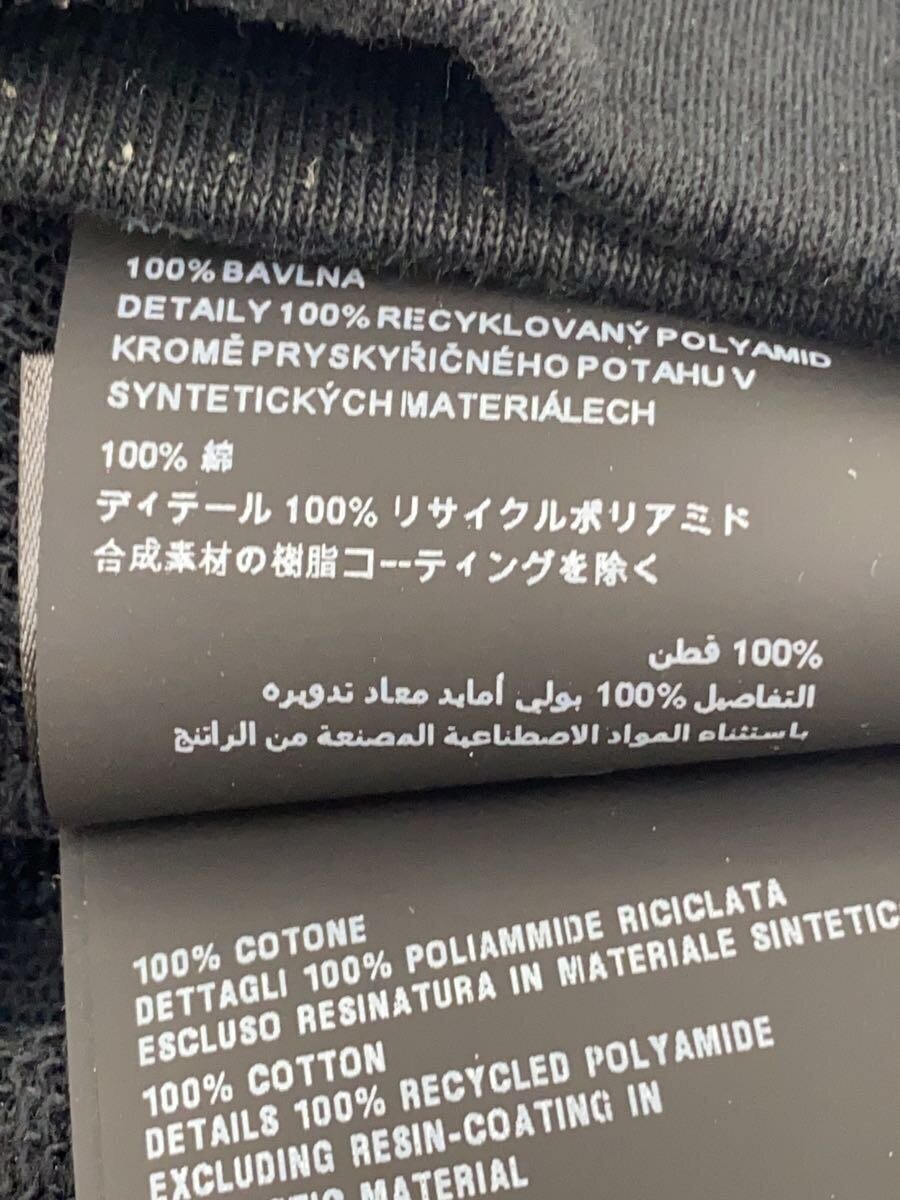 100% BAVLNA
DETAILY 100% RECYKLOVANÝ POLYAMID
KROMĚ PRYSKYŘIČNÉHO POTAHU V
SYNTETICKÝCH MATERIÁLECH
100% 綿
ディテール 100% リサイクルポリアミド
合成素材の樹脂コーティングを除く
100% قطن
التفاصيل %100 بولي أمايد معاد تدويره
باستثناء المواد الاصطناعية المصنعة من الراتنج
100% COTONE
DETTAGLI 100% POLIAMMIDE RICICLATA
ESCLUSO RESINATURA IN MATERIALE SINTETIC
100% COTTON
DETAILS 100% RECYCLED POLYAMIDE
EXCLUDING RESIN-COATING IN
MATERIAL